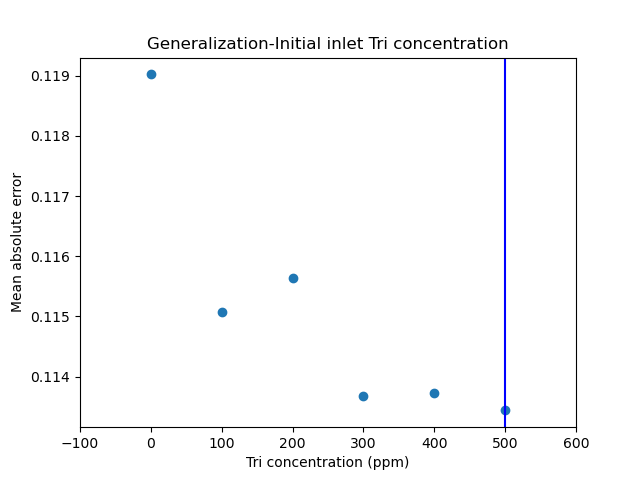 Generalization-Initial inlet Tri concentration
0.119
0.118
0.117
0.116
0.115
0.114
Mean absolute error
−100 0 100 200 300 400 500 600
Tri concentration (ppm)